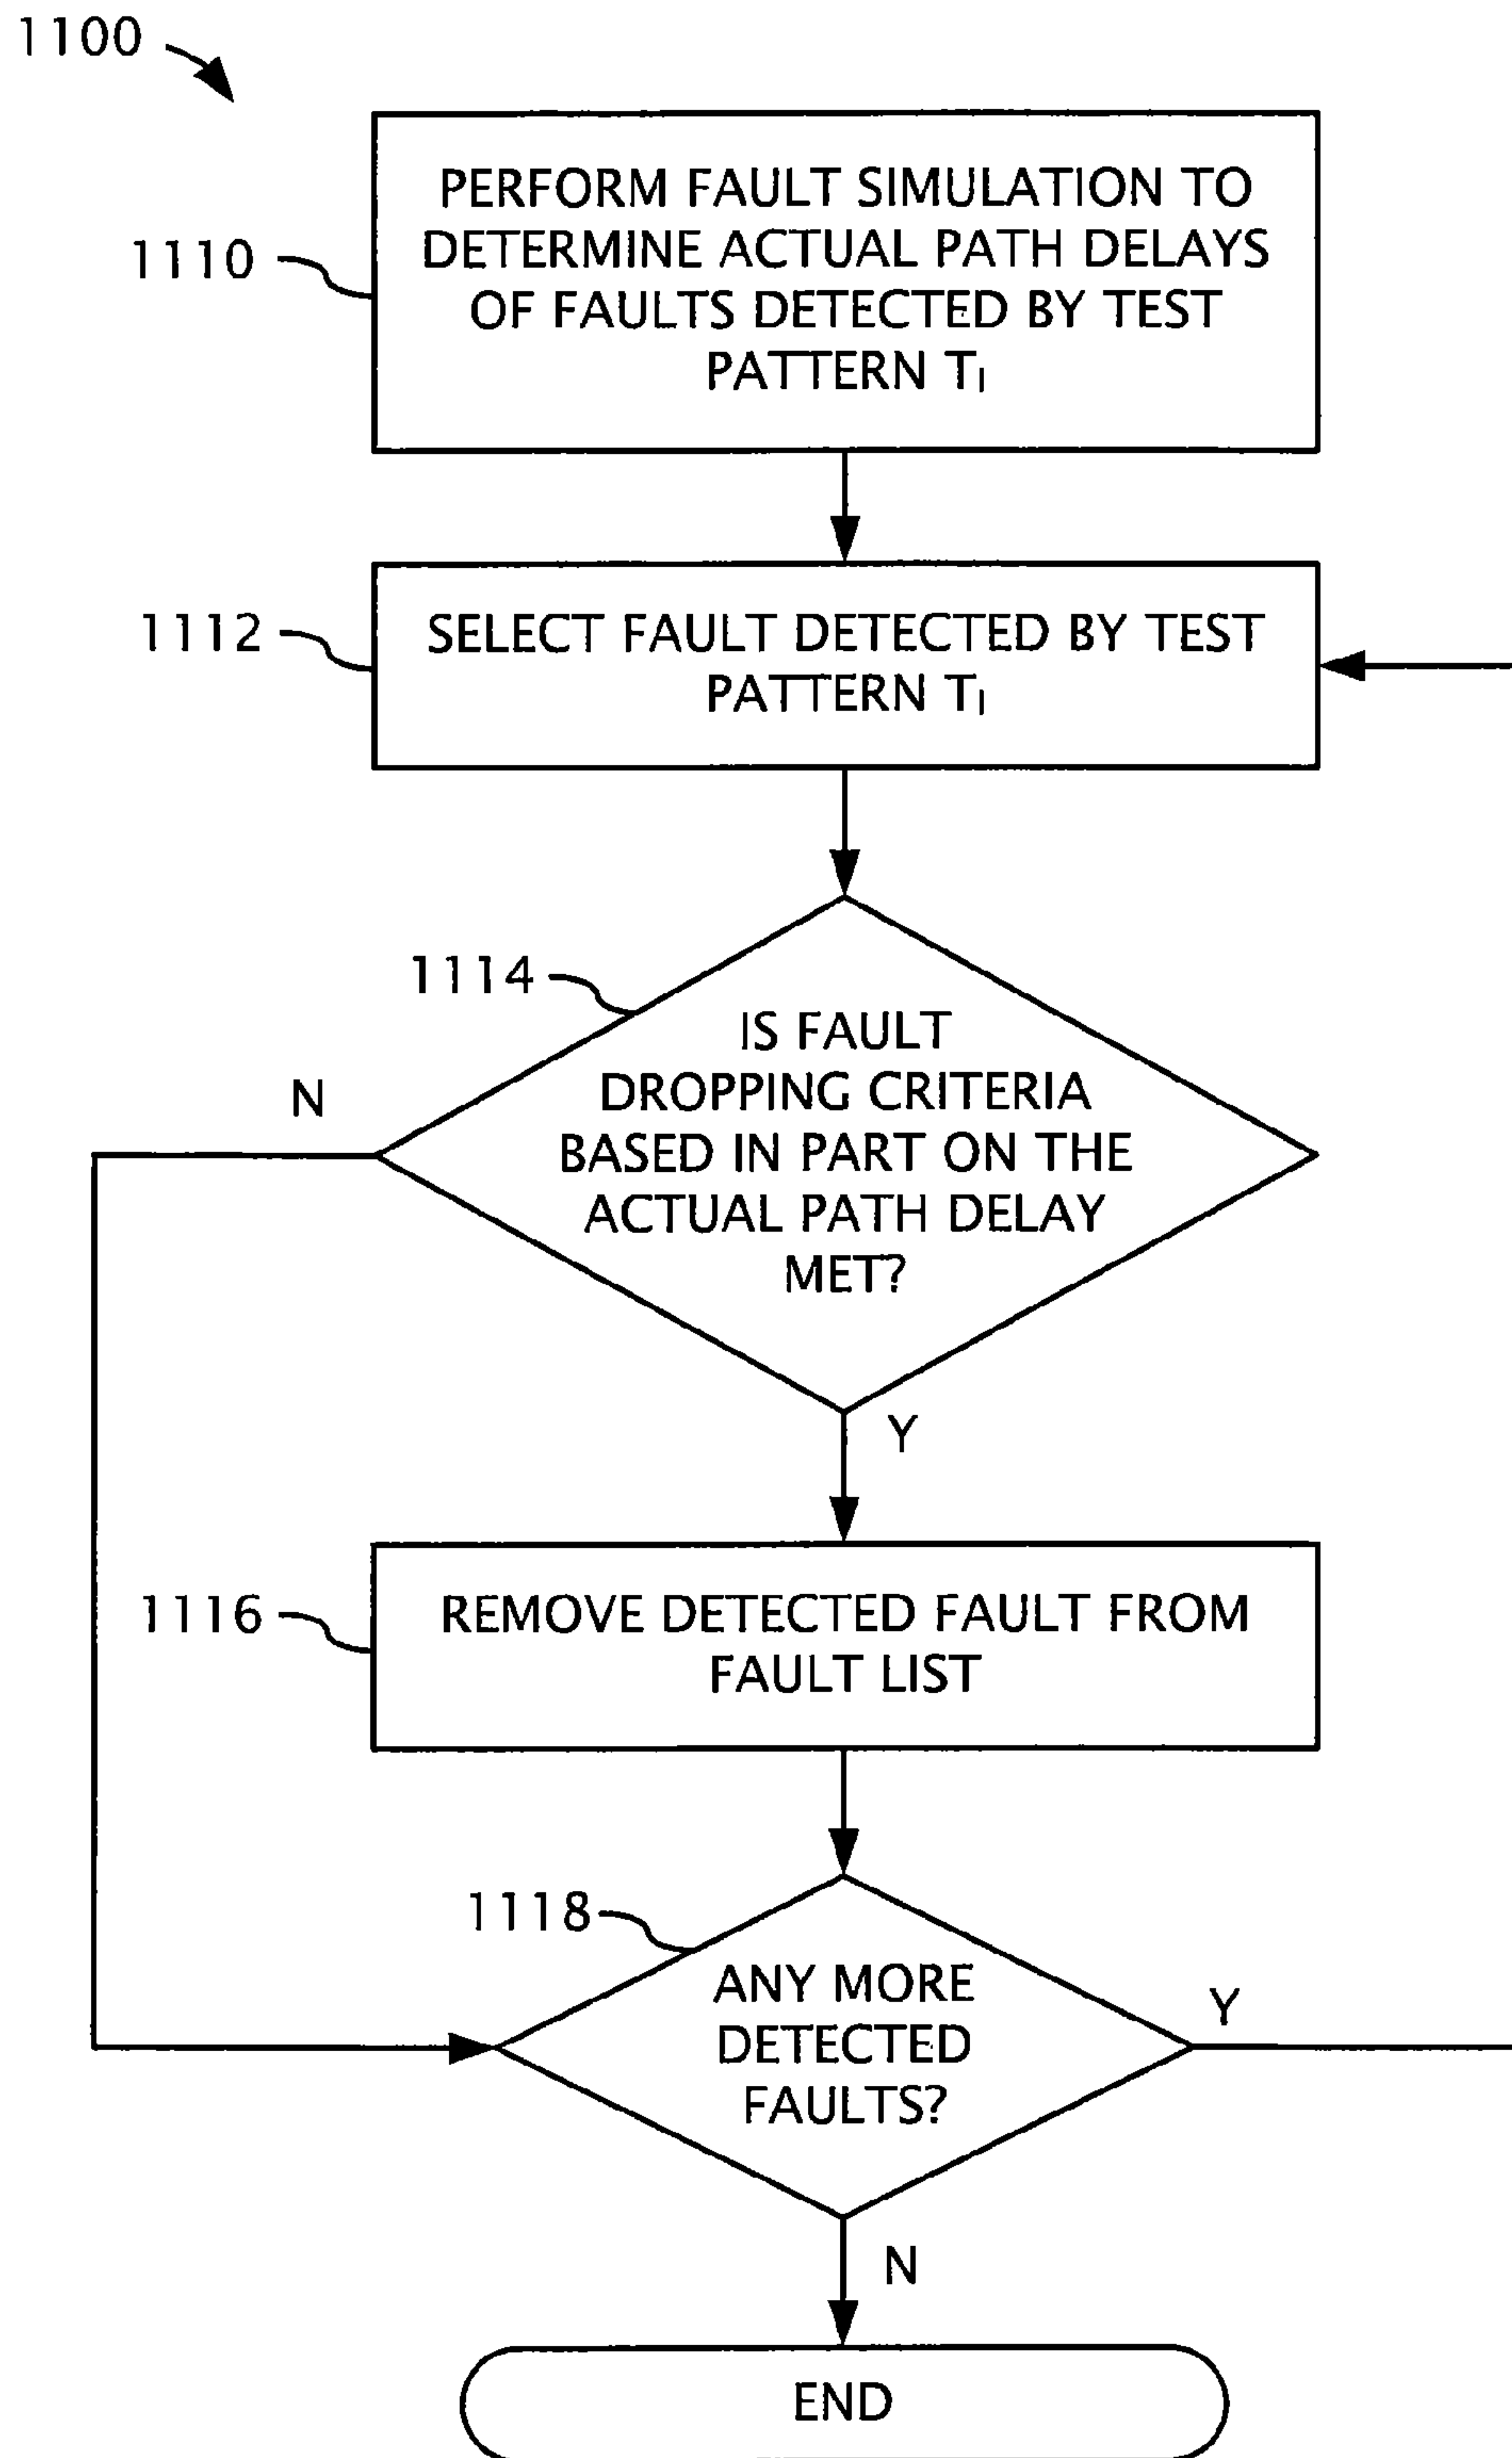 1100
PERFORM FAULT SIMULATION TO
DETERMINE ACTUAL PATH DELAYS
OF FAULTS DETECTED BY TEST
PATTERN TI
1110
SELECT FAULT DETECTED BY TEST
PATTERN TI
1112
1114
IS FAULT
DROPPING CRITERIA
BASED IN PART ON THE
ACTUAL PATH DELAY
MET?
N
Y
1116
REMOVE DETECTED FAULT FROM
FAULT LIST
1118
ANY MORE
DETECTED
FAULTS?
Y
N
END